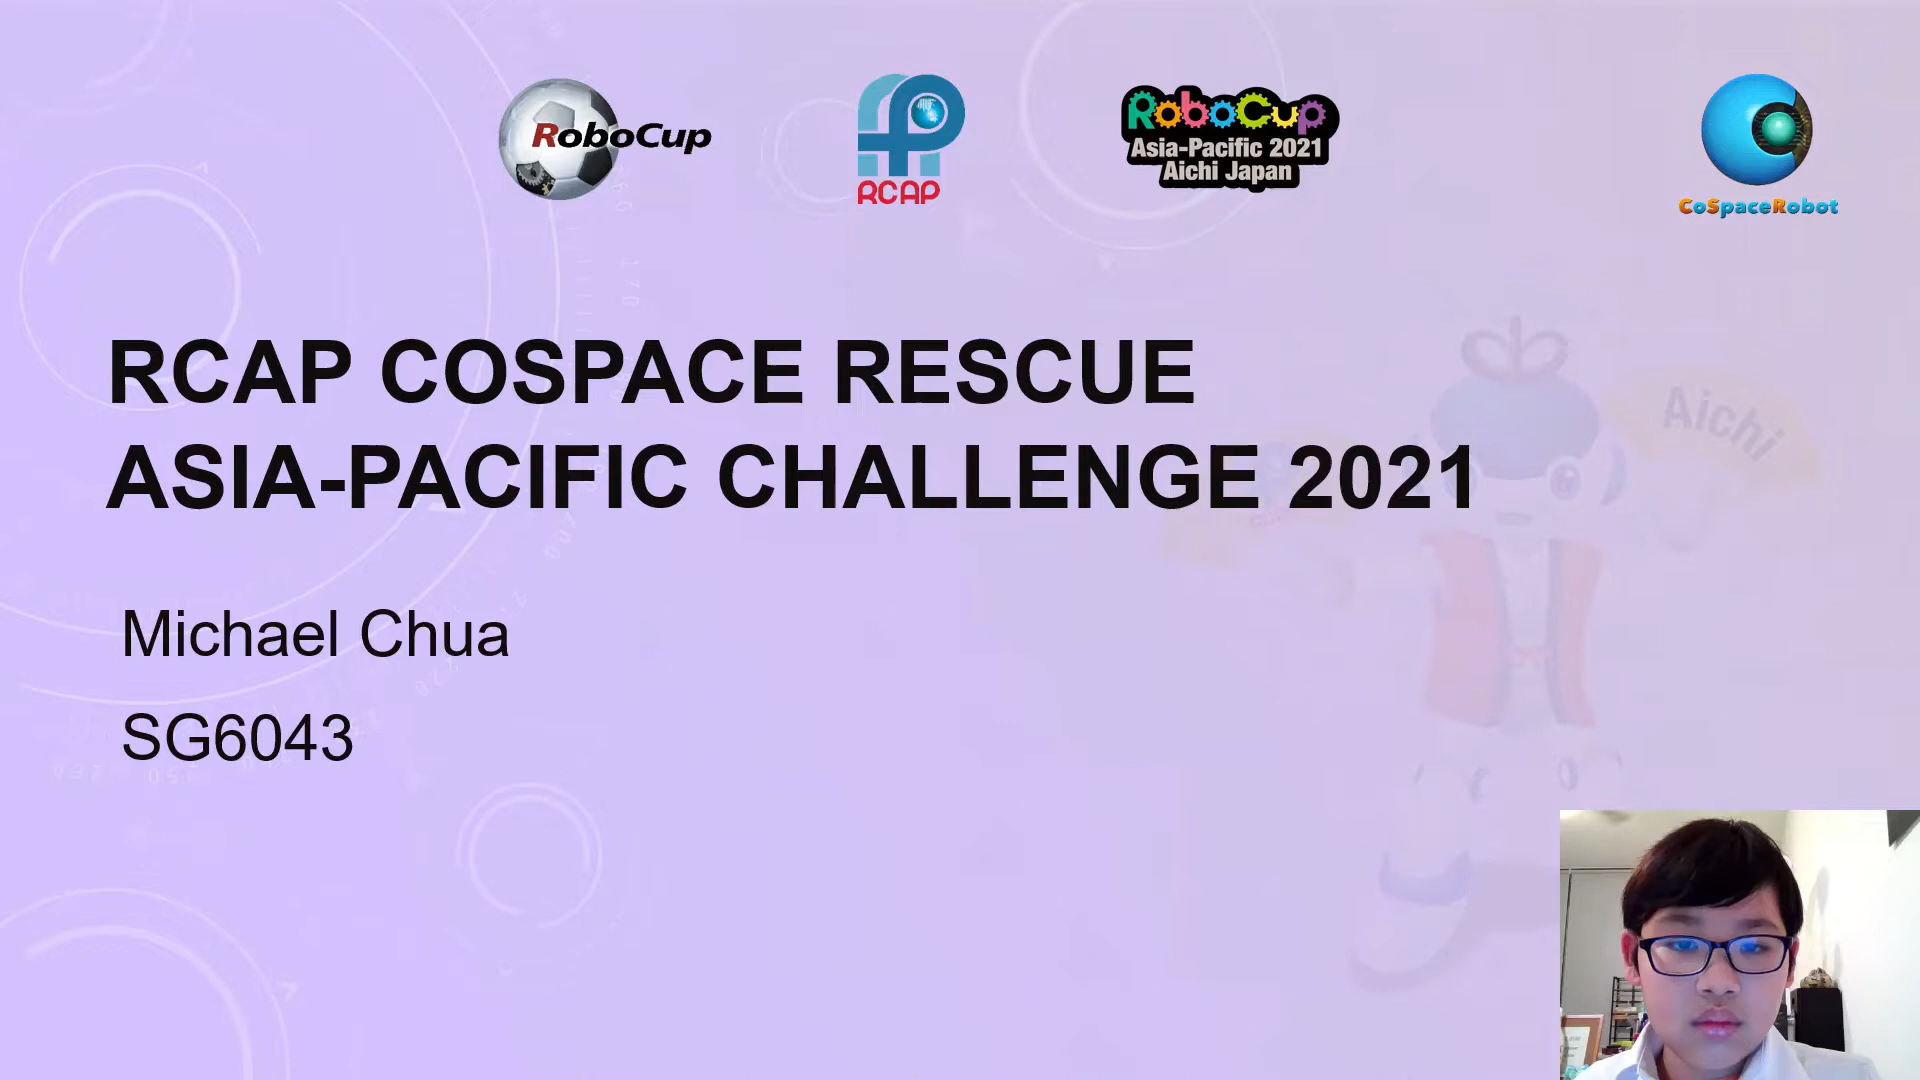 RoboCup
RCAP
RoboCup
Asia-Pacific 2021
Aichi Japan
CoSpaceRobot
RCAP COSPACE RESCUE
ASIA-PACIFIC CHALLENGE 2021
Aichi
Michael Chua
SG6043